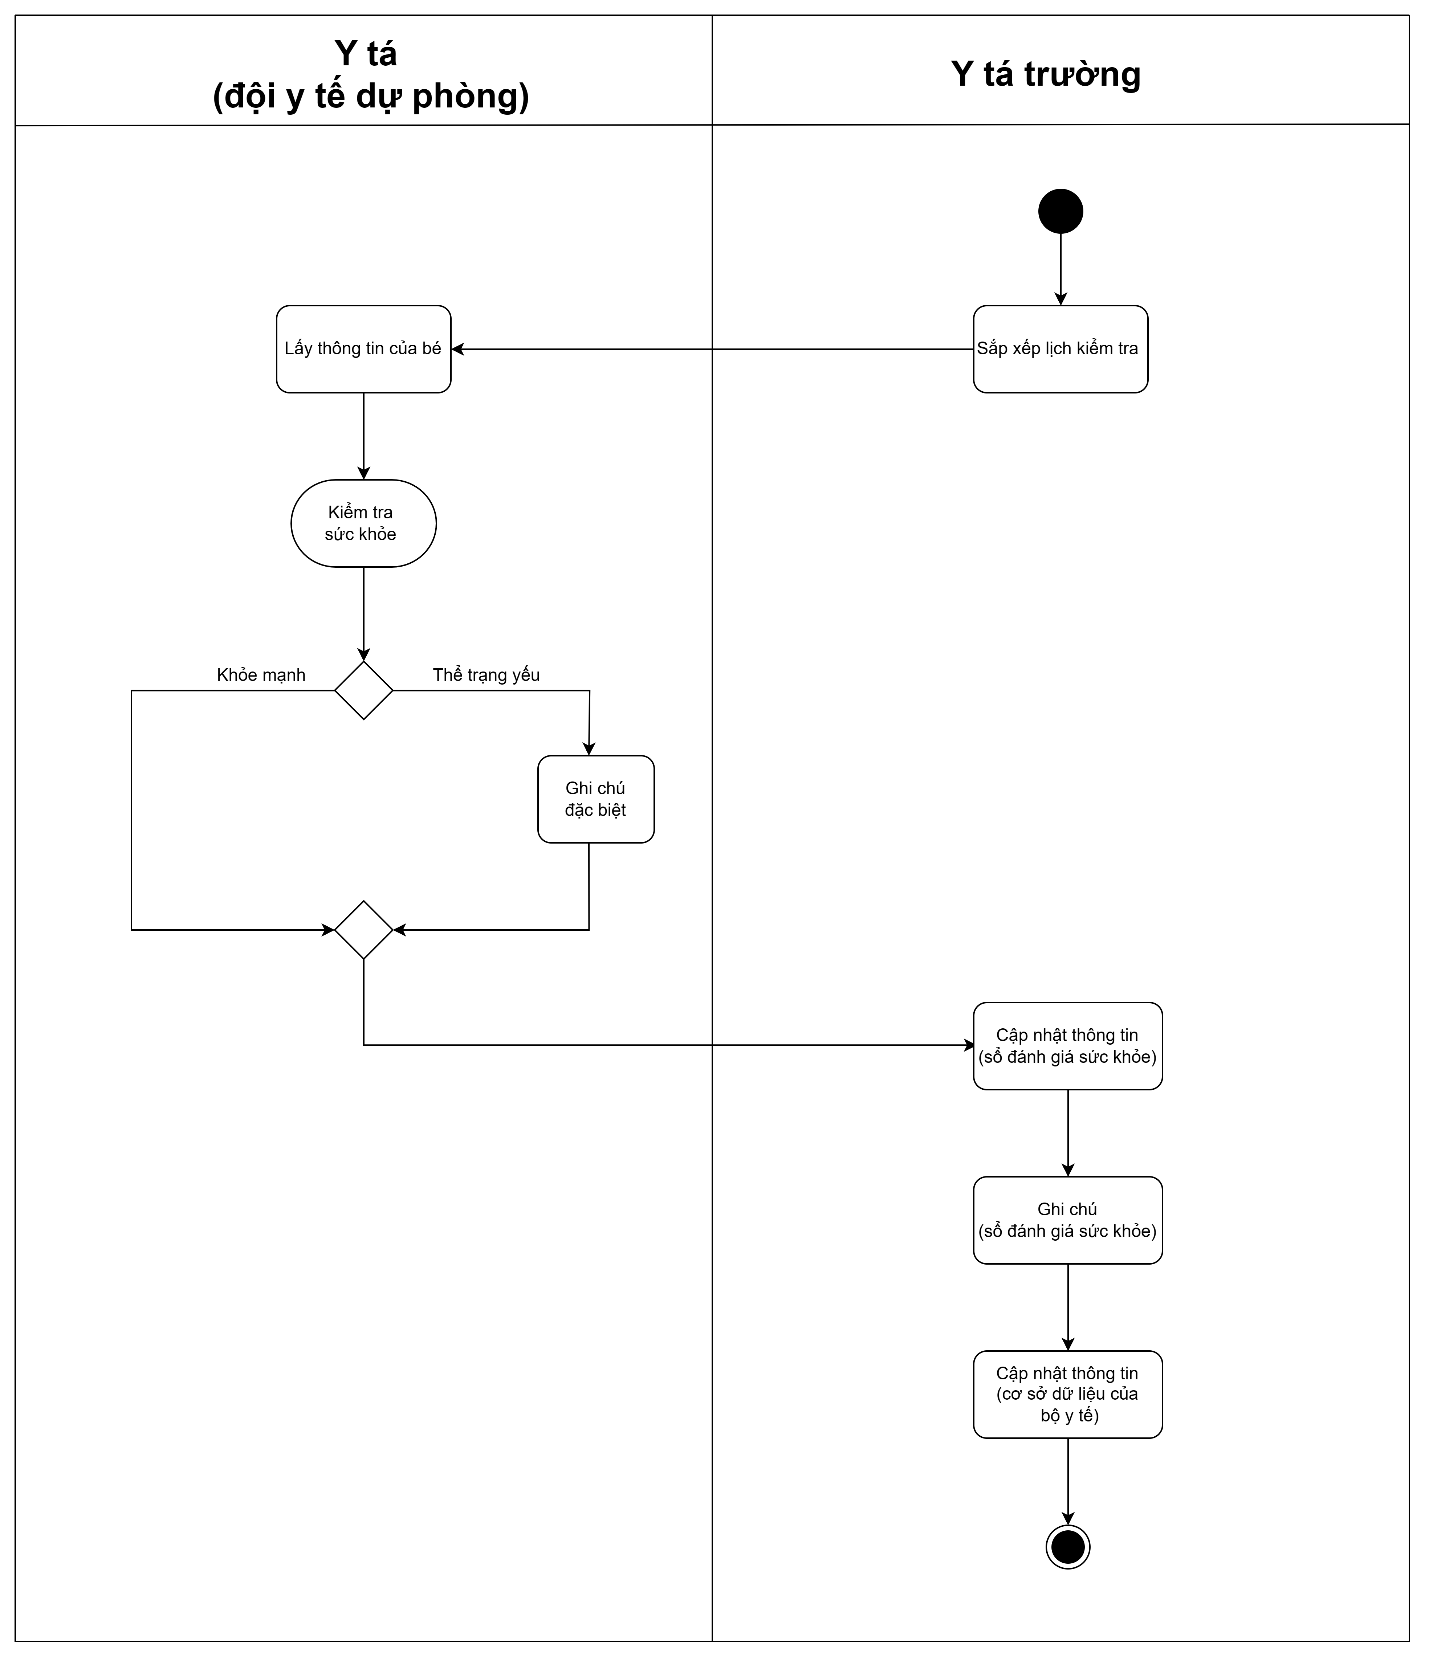 Y tá
(đội y tế dự phòng)
Y tá trường
Lấy thông tin của bé
Sắp xếp lịch kiểm tra
Kiểm tra
sức khỏe
Khỏe mạnh
Thể trạng yếu
Ghi chú
đặc biệt
Cập nhật thông tin
(sổ đánh giá sức khỏe)
Ghi chú
(sổ đánh giá sức khỏe)
Cập nhật thông tin
(cơ sở dữ liệu của
bộ y tế)